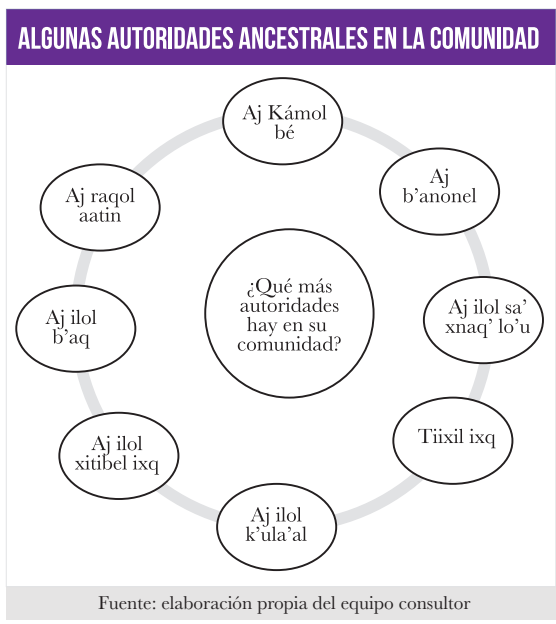 ALGUNAS AUTORIDADES ANCESTRALES EN LA COMUNIDAD
Aj Kámol
bé
Aj
b’anonel
Aj ilol sa’
xnaq’ lo’u
Tiixil ixq
Aj ilol
k’ula’al
Aj ilol
xitibel ixq
Aj ilol
b’aq
Aj raqol
aatin
¿Qué más
autoridades
hay en su
comunidad?
Fuente: elaboración propia del equipo consultor